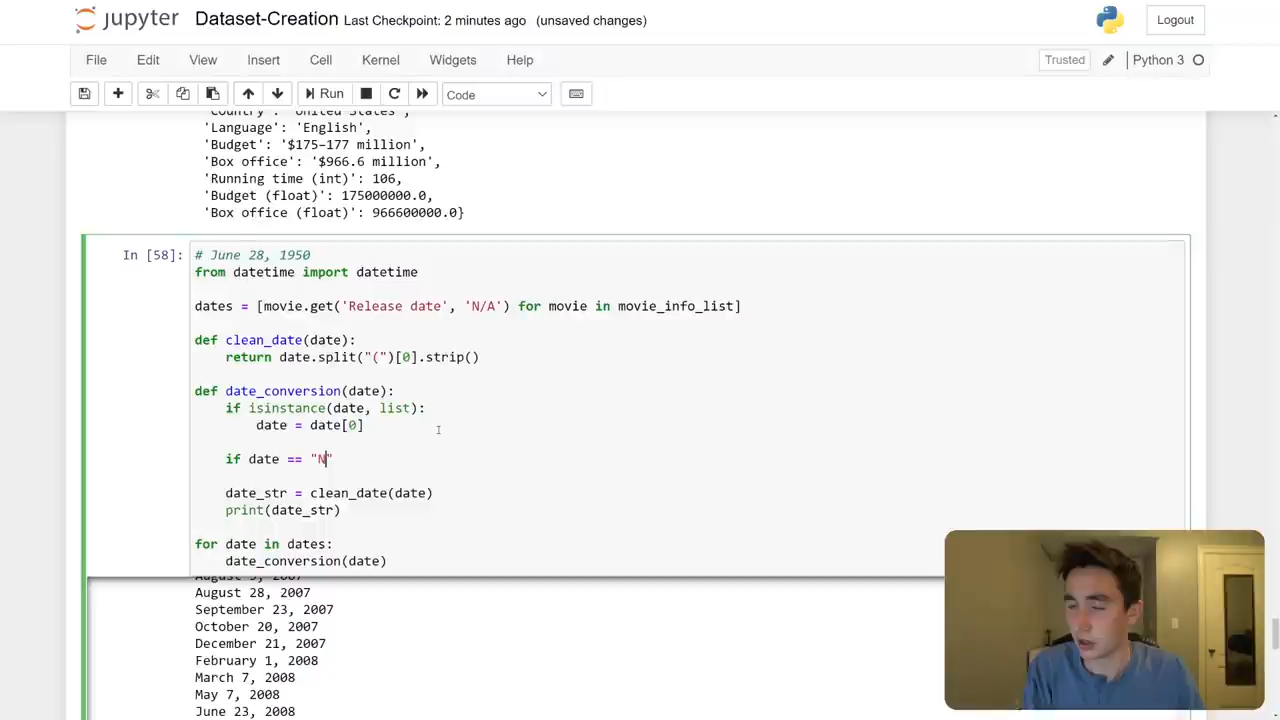 jupyter Dataset-Creation Last Checkpoint: 2 minutes ago (unsaved changes) Logout
File Edit View Insert Cell Kernel Widgets Help Trusted Python 3
Run Code
'Country': 'United States',
'Language': 'English',
'Budget': '$175–177 million',
'Box office': '$966.6 million',
'Running time (int)': 106,
'Budget (float)': 175000000.0,
'Box office (float)': 966600000.0}
In [58]: # June 28, 1950
from datetime import datetime
dates = [movie.get('Release date', 'N/A') for movie in movie_info_list]
def clean_date(date):
return date.split("(")[0].strip()
def date_conversion(date):
if isinstance(date, list):
date = date[0]
if date == "N"
date_str = clean_date(date)
print(date_str)
for date in dates:
date_conversion(date)
August 3, 2007
August 28, 2007
September 23, 2007
October 20, 2007
December 21, 2007
February 1, 2008
March 7, 2008
May 7, 2008
June 23, 2008